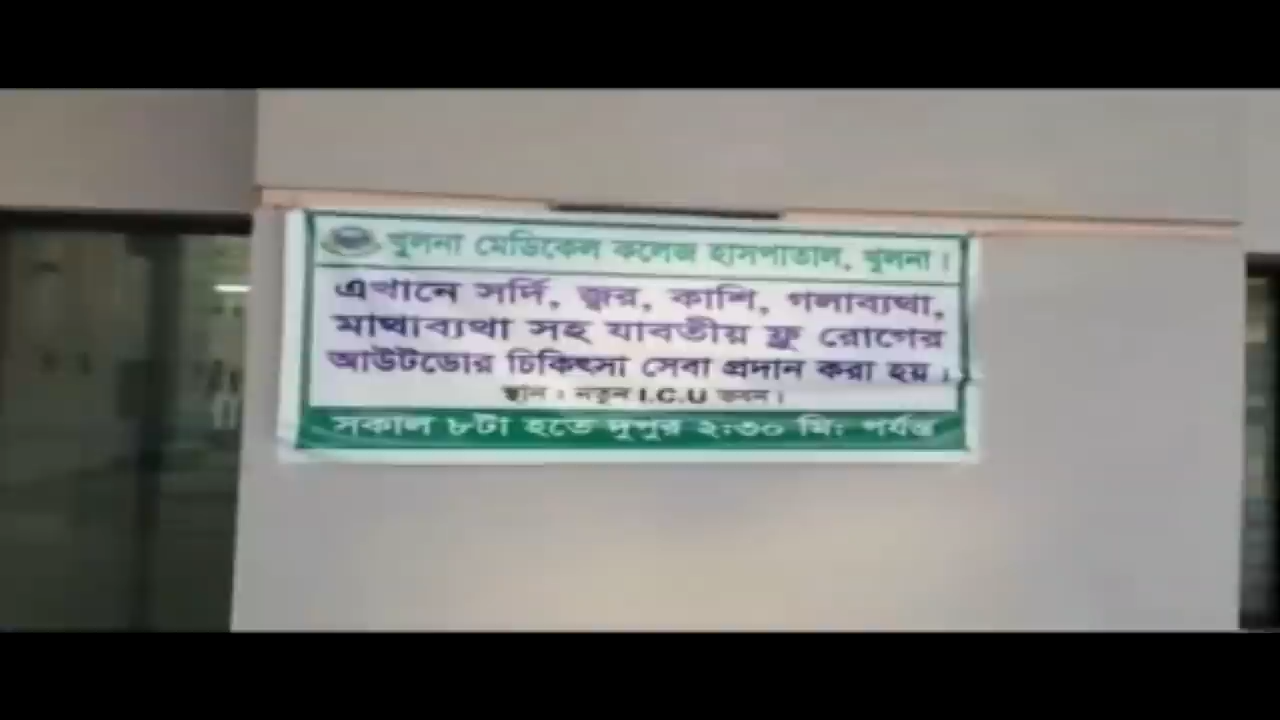 খুলনা মেডিকেল কলেজ হাসপাতাল, খুলনা।
এখানে সর্দি, জ্বর, কাশি, গলাব্যথা,
মাথাব্যথা সহ যাবতীয় ফ্লু রোগের
আউটডোর চিকিৎসা সেবা প্রদান করা হয়।
স্থান : নতুন I.C.U ভবন।
সকাল ৮টা হতে দুপুর ২:৩০ মি: পর্যন্ত